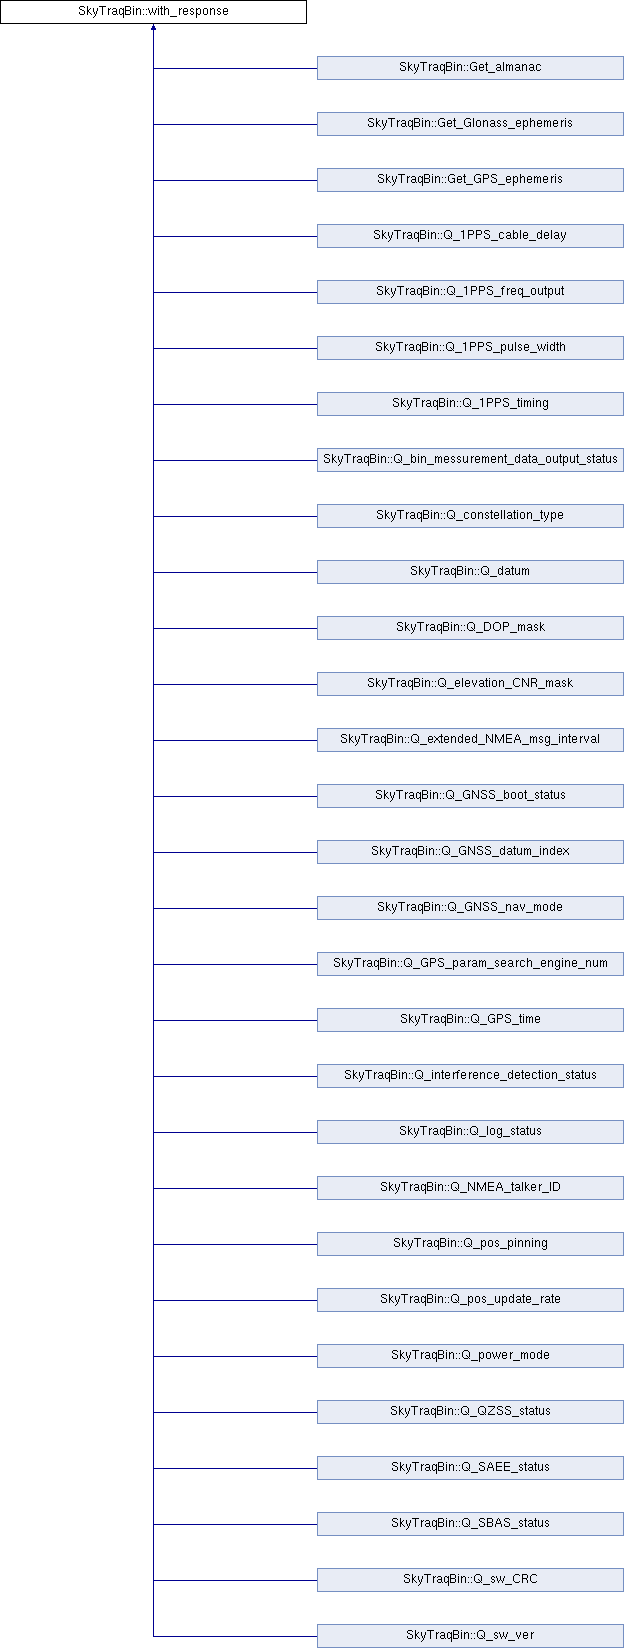 SkyTraqBin::with_response
SkyTraqBin::Get_almanac
SkyTraqBin::Get_Glonass_ephemeris
SkyTraqBin::Get_GPS_ephemeris
SkyTraqBin::Q_1PPS_cable_delay
SkyTraqBin::Q_1PPS_freq_output
SkyTraqBin::Q_1PPS_pulse_width
SkyTraqBin::Q_1PPS_timing
SkyTraqBin::Q_bin_messurement_data_output_status
SkyTraqBin::Q_constellation_type
SkyTraqBin::Q_datum
SkyTraqBin::Q_DOP_mask
SkyTraqBin::Q_elevation_CNR_mask
SkyTraqBin::Q_extended_NMEA_msg_interval
SkyTraqBin::Q_GNSS_boot_status
SkyTraqBin::Q_GNSS_datum_index
SkyTraqBin::Q_GNSS_nav_mode
SkyTraqBin::Q_GPS_param_search_engine_num
SkyTraqBin::Q_GPS_time
SkyTraqBin::Q_interference_detection_status
SkyTraqBin::Q_log_status
SkyTraqBin::Q_NMEA_talker_ID
SkyTraqBin::Q_pos_pinning
SkyTraqBin::Q_pos_update_rate
SkyTraqBin::Q_power_mode
SkyTraqBin::Q_QZSS_status
SkyTraqBin::Q_SAEE_status
SkyTraqBin::Q_SBAS_status
SkyTraqBin::Q_sw_CRC
SkyTraqBin::Q_sw_ver